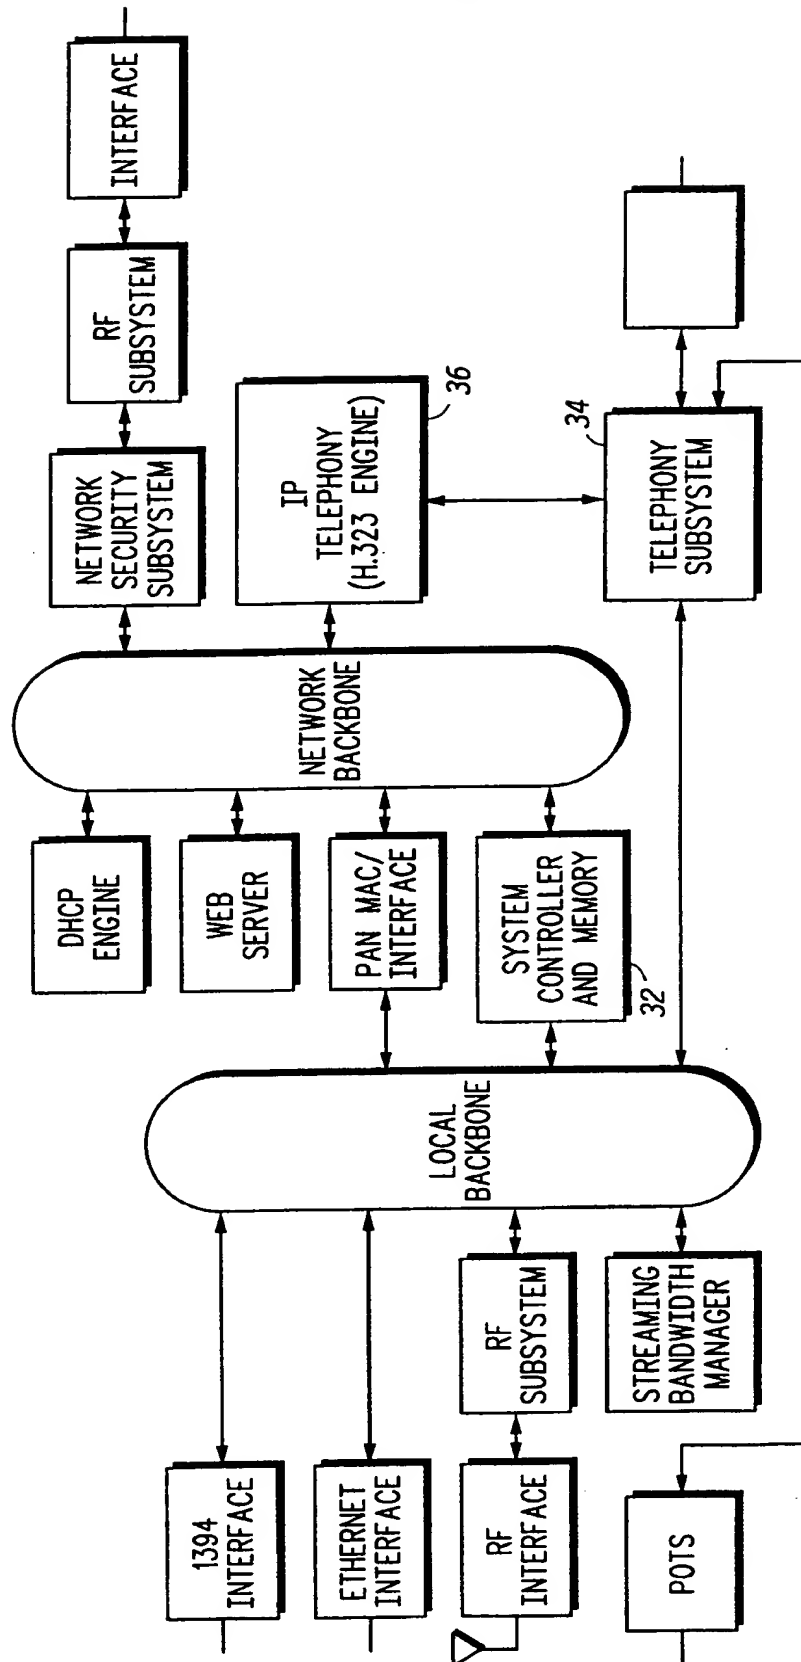 1394
INTERFACE
ETHERNET
INTERFACE
RF
INTERFACE
POTS
RF
SUBSYSTEM
STREAMING
BANDWIDTH
MANAGER
LOCAL
BACKBONE
DHCP
ENGINE
WEB
SERVER
PAN MAC/
INTERFACE
SYSTEM
CONTROLLER
AND MEMORY
32
NETWORK
BACKBONE
NETWORK
SECURITY
SUBSYSTEM
IP
TELEPHONY
(H.323 ENGINE)
36
34
TELEPHONY
SUBSYSTEM
RF
SUBSYSTEM
INTERFACE